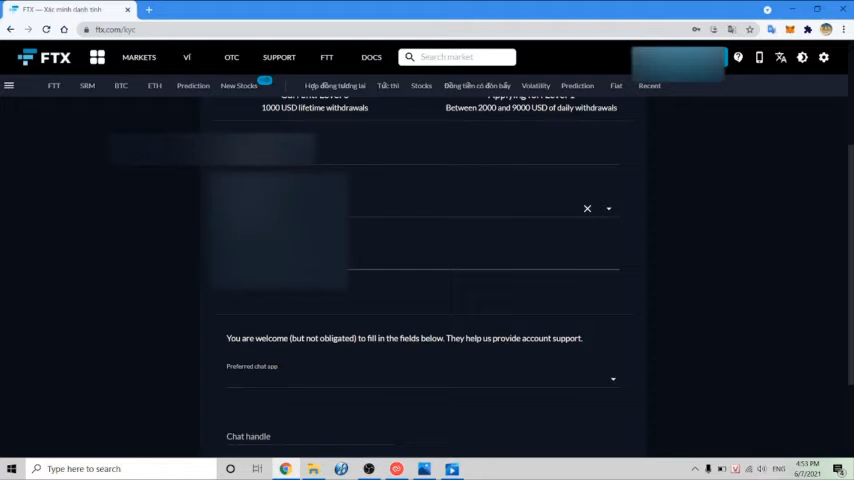 FTX — Xác minh danh tính
ftx.com/kyc
FTX MARKETS VÍ OTC SUPPORT FTT DOCS Search market
FTT SRM BTC ETH Prediction New Stocks Hợp đồng tương lai Tức thì Stocks Đồng tiền có đòn bẩy Volatility Prediction Fiat Recent
1000 USD lifetime withdrawals Between 2000 and 9000 USD of daily withdrawals
You are welcome (but not obligated) to fill in the fields below. They help us provide account support.
Preferred chat app
Chat handle
Type here to search
ENG
4:53 PM
6/7/2021